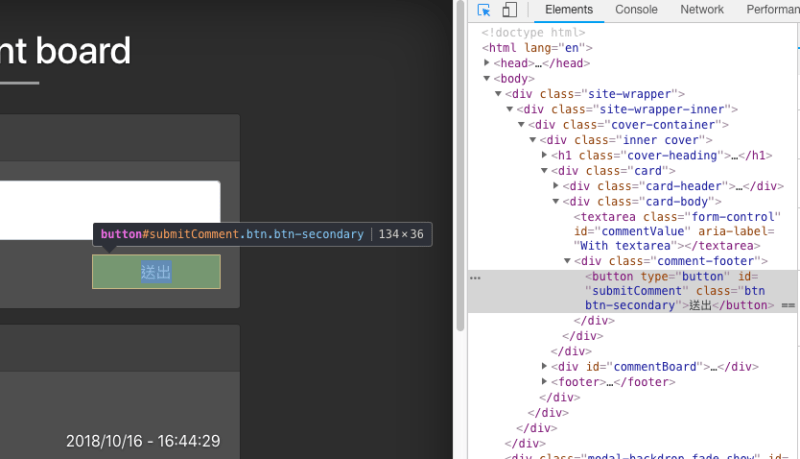 nt board
button#submitComment.btn.btn-secondary 134×36
送出
2018/10/16 - 16:44:29
Elements Console Network Performan
<!doctype html>
<html lang="en">
<head>…</head>
<body>
<div class="site-wrapper">
<div class="site-wrapper-inner">
<div class="cover-container">
<div class="inner cover">
<h1 class="cover-heading">…</h1>
<div class="card">
<div class="card-header">…</div>
<div class="card-body">
<textarea class="form-control"
id="commentValue" aria-label=
"With textarea"></textarea>
<div class="comment-footer">
<button type="button" id=
"submitComment" class="btn
btn-secondary">送出</button> ==
</div>
</div>
</div>
<div id="commentBoard">…</div>
<footer>…</footer>
</div>
</div>
</div>
</div>
<div class="modal-backdrop fade show" id=